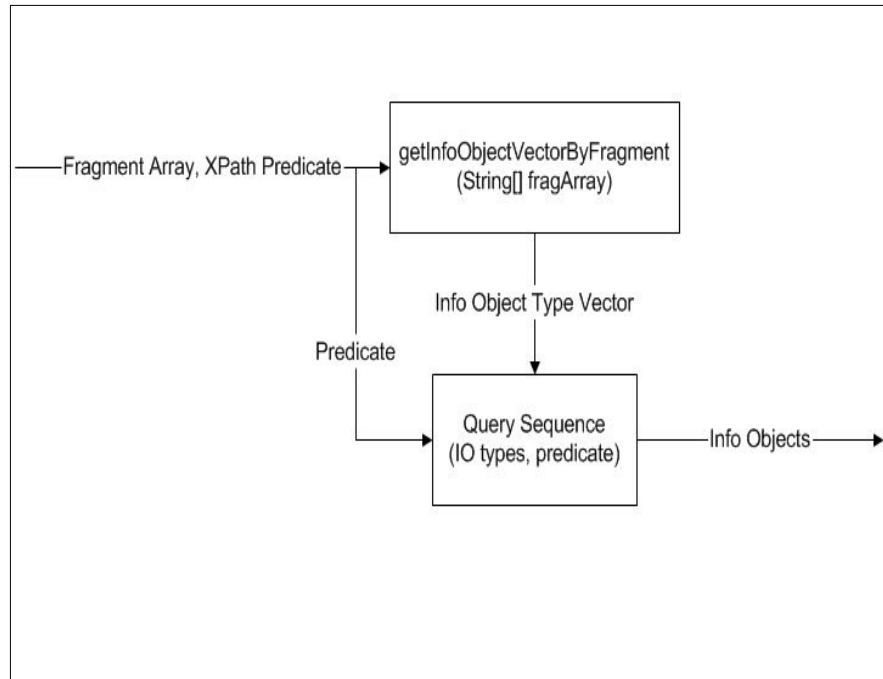 getInfoObjectVectorByFragment
(String[] fragArray)
Fragment Array, XPath Predicate
Info Object Type Vector
Predicate
Query Sequence
(IO types, predicate)
Info Objects